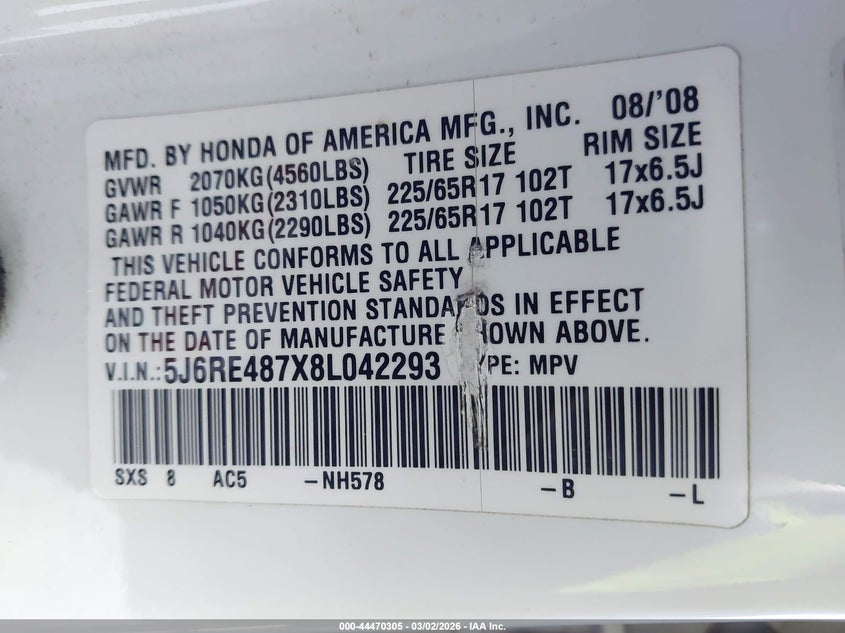 MFD. BY HONDA OF AMERICA MFG., INC. 08/'08
GVWR 2070KG(4560LBS) TIRE SIZE RIM SIZE
GAWR F 1050KG(2310LBS) 225/65R17 102T 17x6.5J
GAWR R 1040KG(2290LBS) 225/65R17 102T 17x6.5J
THIS VEHICLE CONFORMS TO ALL APPLICABLE
FEDERAL MOTOR VEHICLE SAFETY
AND THEFT PREVENTION STANDARDS IN EFFECT
ON THE DATE OF MANUFACTURE SHOWN ABOVE.
V.I.N.:5J6RE487X8L042293 TYPE: MPV
SXS 8 AC5 -NH578 -B -L
000-44470305 - 03/02/2026 - IAA Inc.